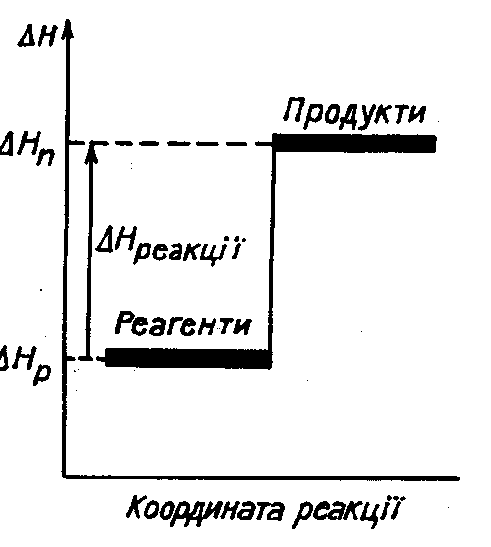 ΔH
Продукти
ΔHп
ΔHреакції
Реагенти
ΔHр
Координата реакції